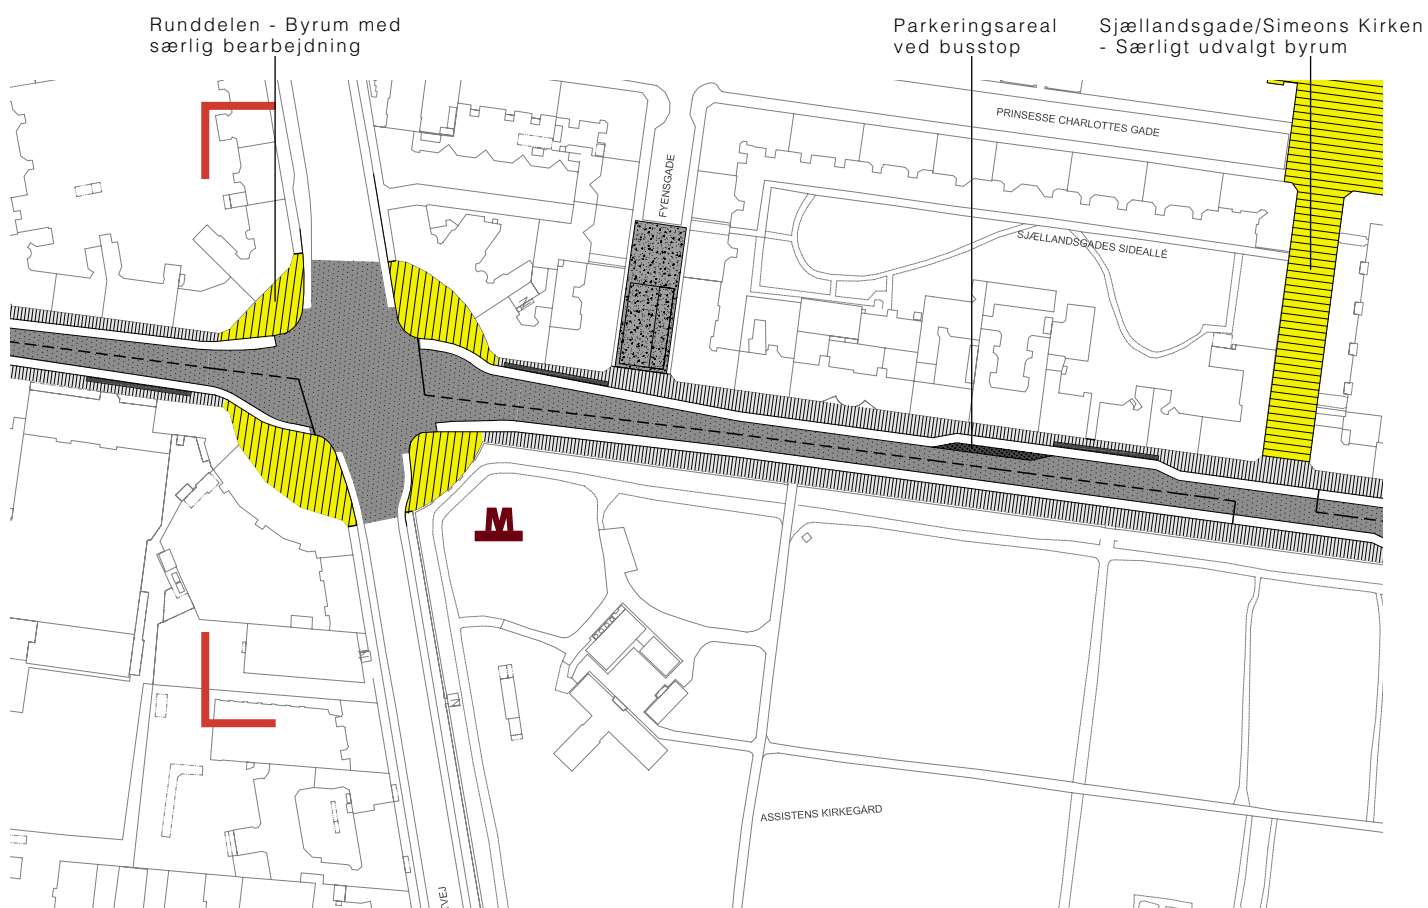 Runddelen - Byrum med
særlig bearbejdning
Parkeringsareal
ved busstop
Sjællandsgade/Simeons Kirken
- Særligt udvalgt byrum
PRINSESSE CHARLOTTES GADE
FYENSGADE
SJÆLLANDSGADES SIDEALLÉ
M
ASSISTENS KIRKEGÅRD
VEJ